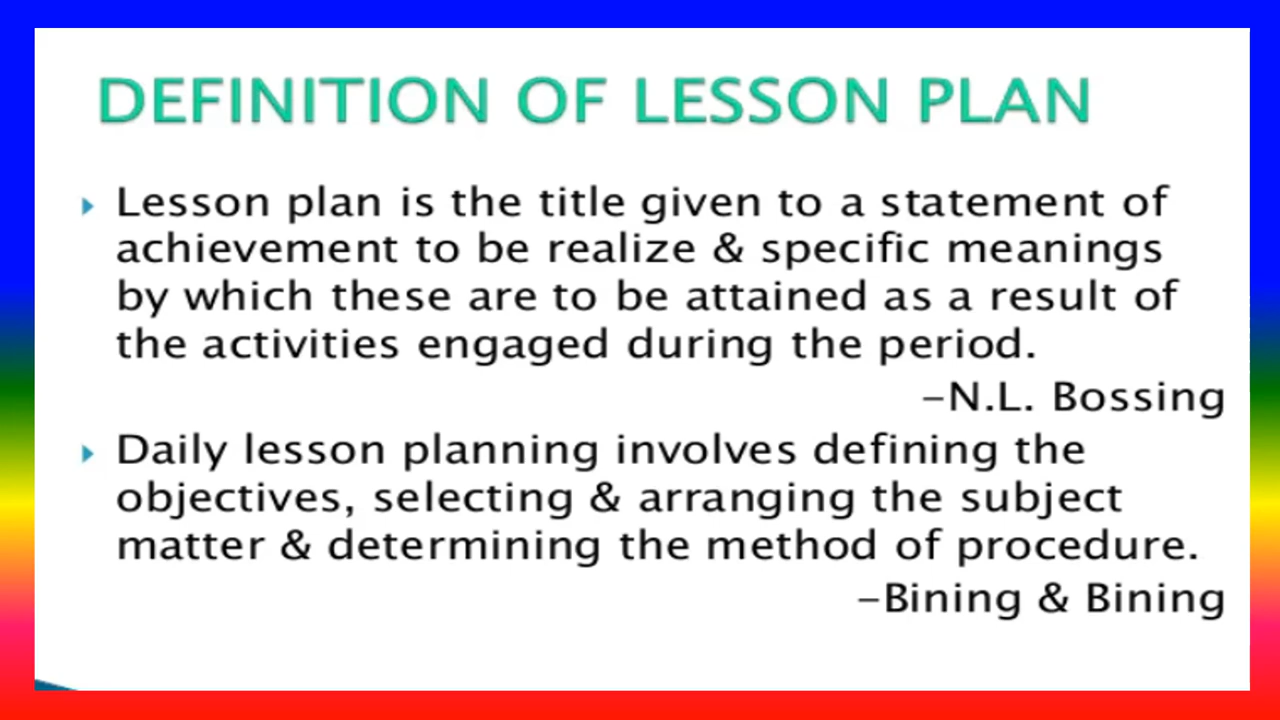 DEFINITION OF LESSON PLAN
Lesson plan is the title given to a statement of
achievement to be realize & specific meanings
by which these are to be attained as a result of
the activities engaged during the period.
-N.L. Bossing
Daily lesson planning involves defining the
objectives, selecting & arranging the subject
matter & determining the method of procedure.
-Bining & Bining